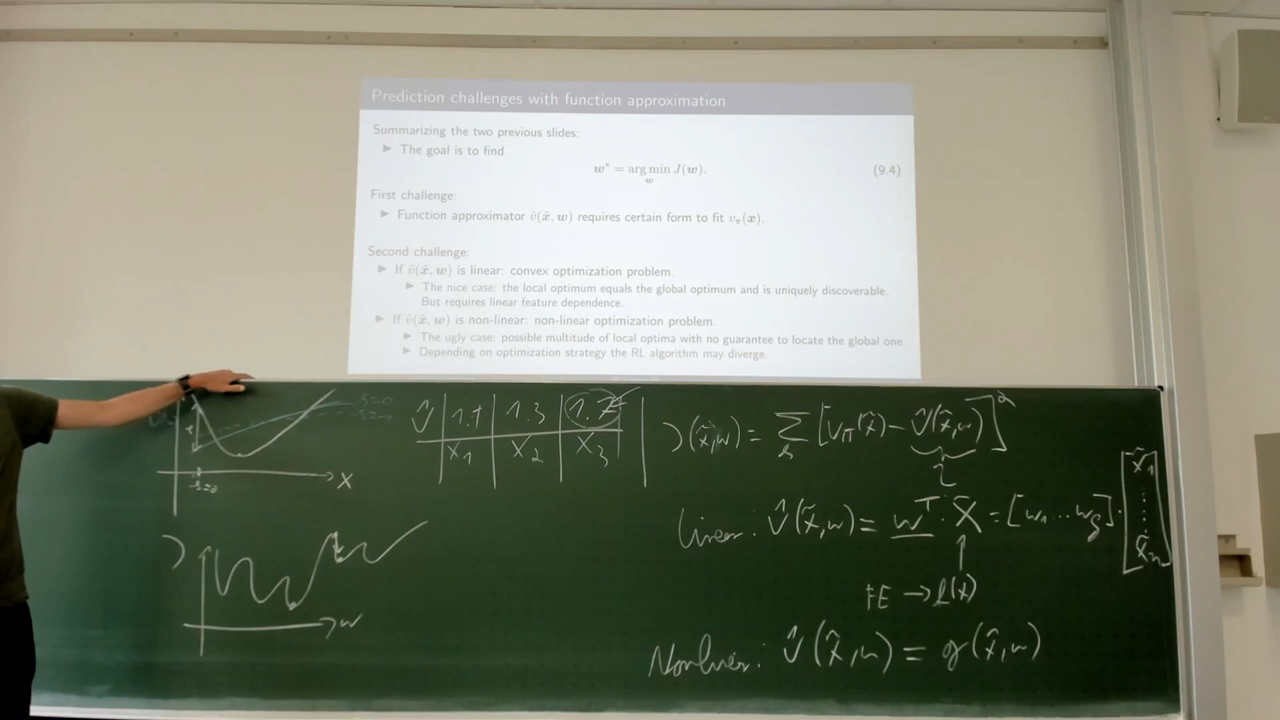 Prediction challenges with function approximation
Summarizing the two previous slides:
▶ The goal is to find
w* = arg min J(w). (9.4)
w
First challenge:
▶ Function approximator v̂(x̃, w) requires certain form to fit vπ(x).
Second challenge:
▶ If v̂(x̃, w) is linear: convex optimization problem.
▶ The nice case: the local optimum equals the global optimum and is uniquely discoverable.
But requires linear feature dependence.
▶ If v̂(x̃, w) is non-linear: non-linear optimization problem.
▶ The ugly case: possible multitude of local optima with no guarantee to locate the global one.
▶ Depending on optimization strategy the RL algorithm may diverge.
x
J
w
v̂ 1.1 1.3
x₁ x₂ x₃
J(x̃,w) = Σ [vπ(x̃) - v̂(x̃,w)]²
Linear: v̂(x̃,w) = wᵀ · x̃ = [w₁ ... wζ] ·
x̃₁
⋮
FE → f(x)
Nonlinear: v̂(x̃,w) = g(x̃,w)